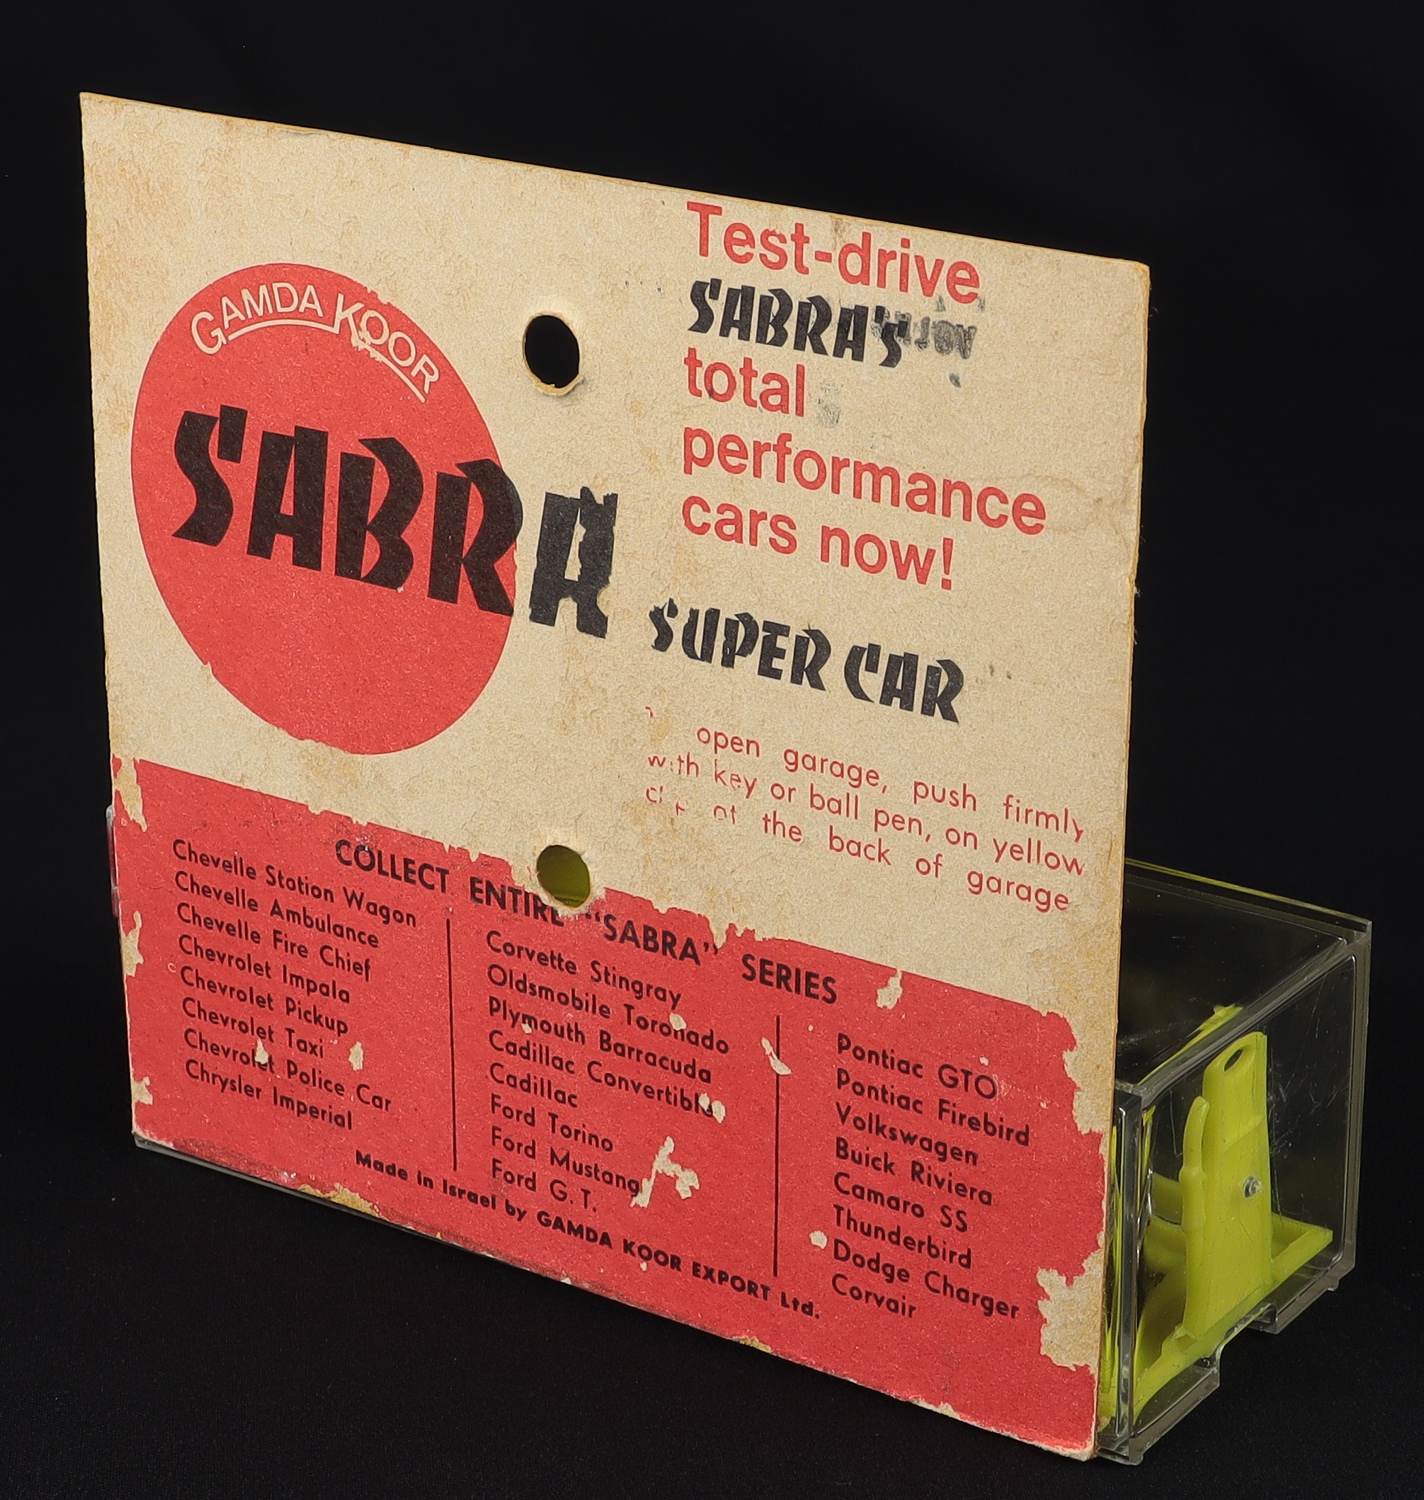 GAMDA KOOR
SABRA
Test-drive
SABRA'S
total
performance
cars now!
SUPER CAR
open garage, push firmly
with key or ball pen, on yellow
of the back of garage
COLLECT ENTIRE "SABRA" SERIES
Chevelle Station Wagon
Chevelle Ambulance
Chevelle Fire Chief
Chevrolet Impala
Chevrolet Pickup
Chevrolet Taxi
Chevrolet Police Car
Chrysler Imperial
Corvette Stingray
Oldsmobile Toronado
Plymouth Barracuda
Cadillac Convertible
Cadillac
Ford Torino
Ford Mustang
Ford G. T.
Pontiac GTO
Pontiac Firebird
Volkswagen
Buick Riviera
Camaro SS
Thunderbird
Dodge Charger
Corvair
Made in Israel by GAMDA KOOR EXPORT Ltd.